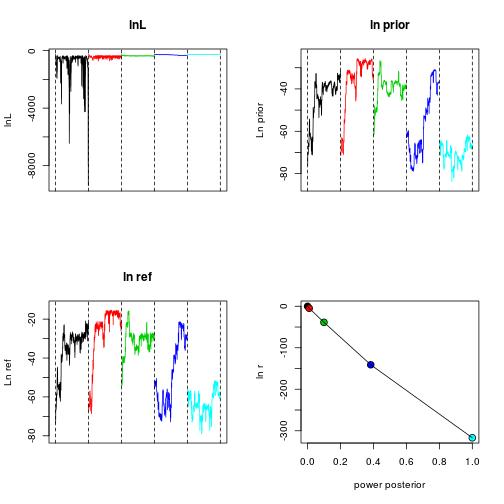 lnL
lnL
0
4000
8000
ln prior
Ln prior
-40
-60
-80
ln ref
Ln ref
-20
-40
-60
-80
ln r
0
-100
-200
-300
0.0 0.2 0.4 0.6 0.8 1.0
power posterior